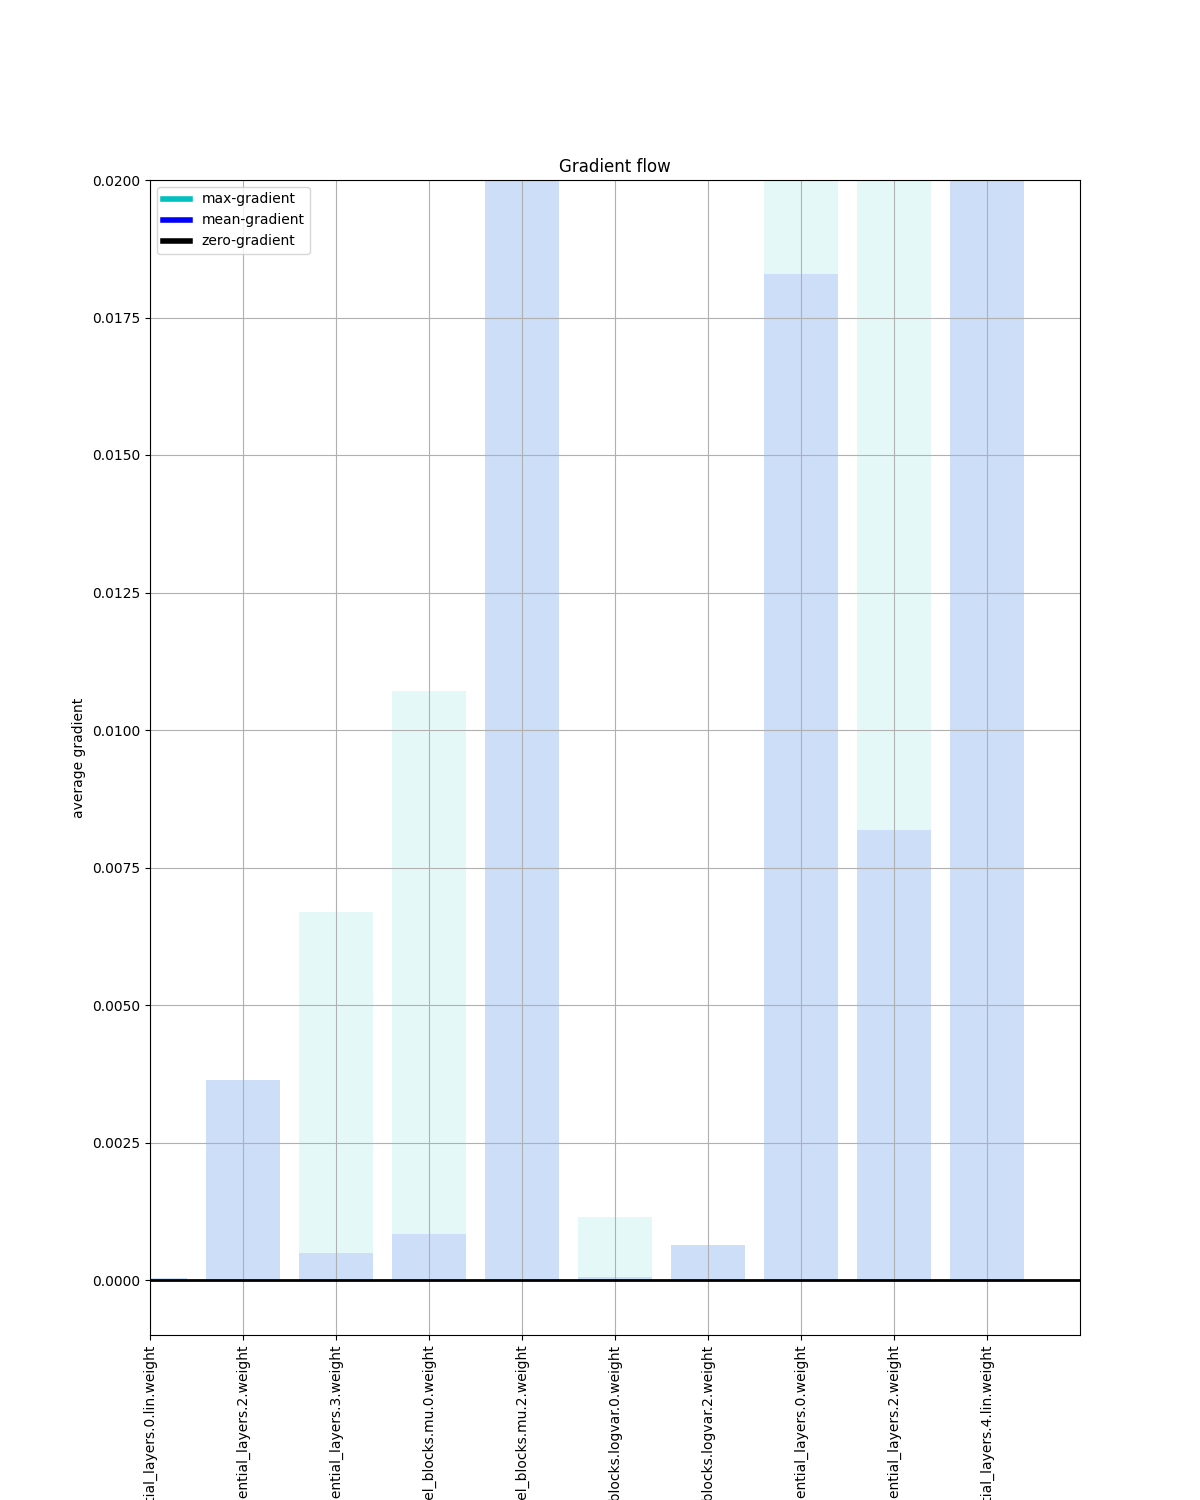 Gradient flow
max-gradient
mean-gradient
zero-gradient
0.0200
0.0175
0.0150
0.0125
0.0100
0.0075
0.0050
0.0025
0.0000
average gradient
tial_layers.0.lin.weight
ential_layers.2.weight
ential_layers.3.weight
el_blocks.mu.0.weight
el_blocks.mu.2.weight
blocks.logvar.0.weight
blocks.logvar.2.weight
ential_layers.0.weight
ential_layers.2.weight
tial_layers.4.lin.weight